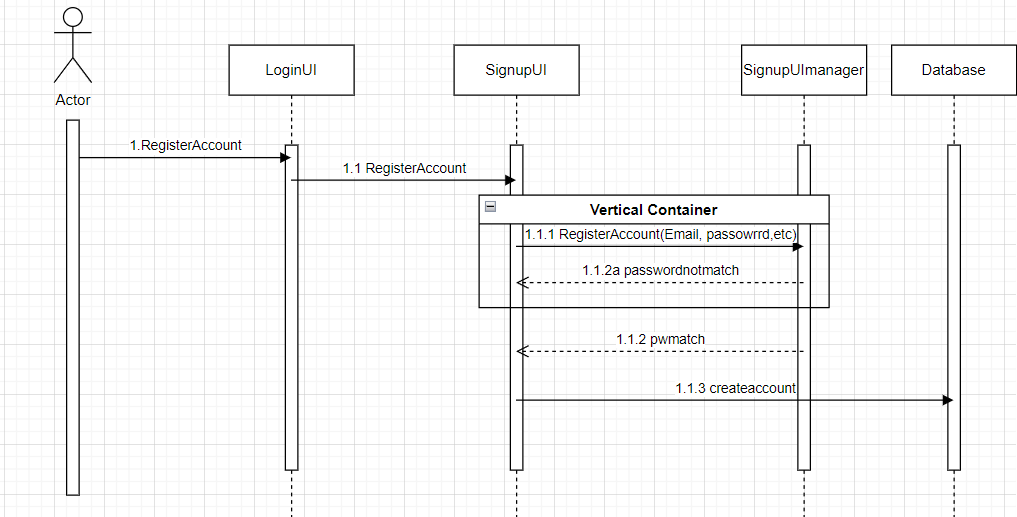 Actor
LoginUI
SignupUI
SignupUImanager
Database
1.RegisterAccount
1.1 RegisterAccount
Vertical Container
1.1.1 RegisterAccount(Email, passowrrd,etc)
1.1.2a passwordnotmatch
1.1.2 pwmatch
1.1.3 createaccount